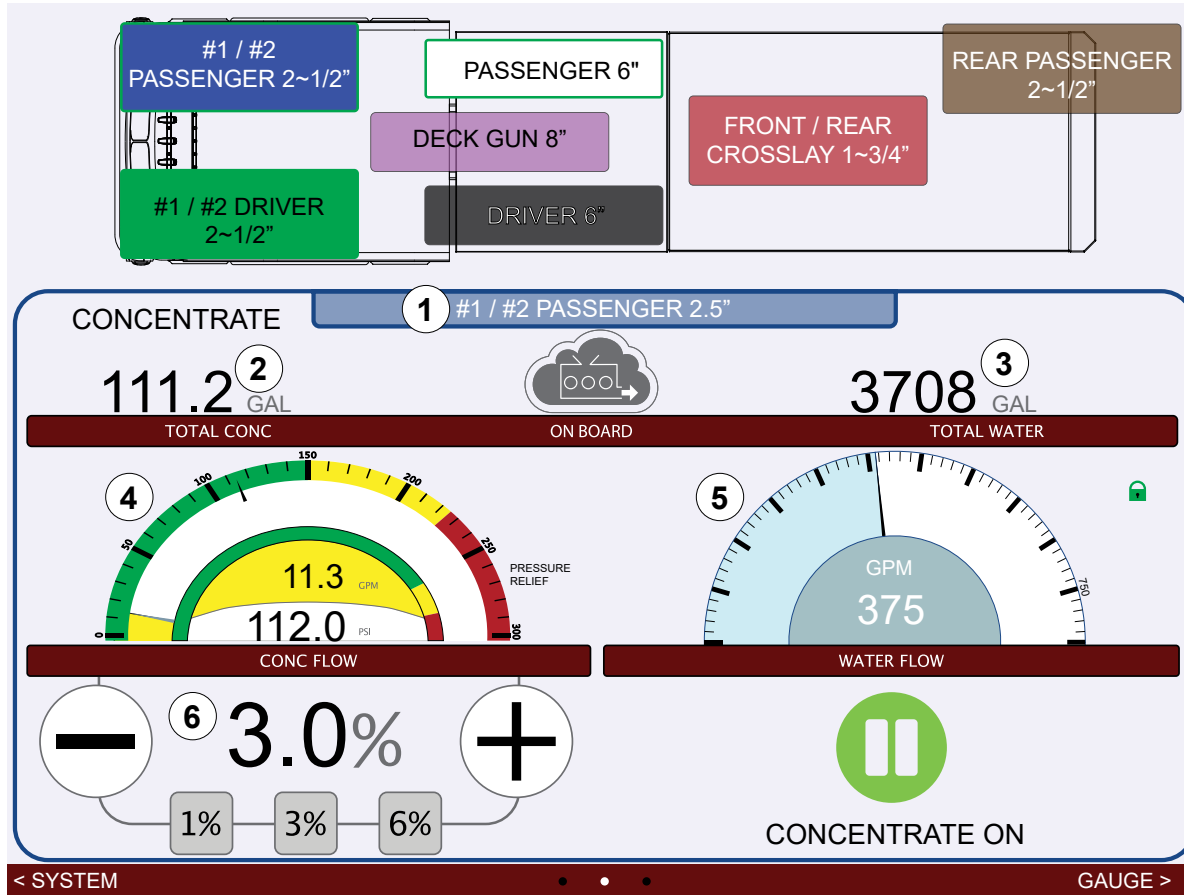 #1 / #2
PASSENGER 2~1/2”
PASSENGER 6"
REAR PASSENGER
2~1/2”
DECK GUN 8”
FRONT / REAR
CROSSLAY 1~3/4”
#1 / #2 DRIVER
2~1/2”
DRIVER 6”
CONCENTRATE
1
#1 / #2 PASSENGER 2.5”
111.2 GAL
2
3708 GAL
3
TOTAL CONC
ON BOARD
TOTAL WATER
4
0
50
100
150
200
250
300
PRESSURE
RELIEF
11.3 GPM
112.0 PSI
5
750
GPM
375
CONC FLOW
WATER FLOW
6
3.0%
1%
3%
6%
CONCENTRATE ON
< SYSTEM
GAUGE >